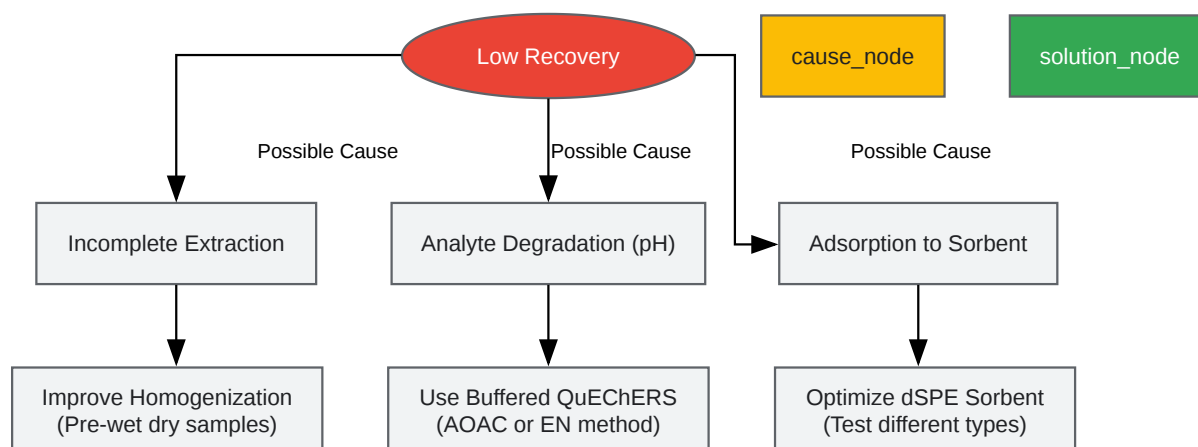 Low Recovery
cause_node
solution_node
Possible Cause
Possible Cause
Possible Cause
Incomplete Extraction
Analyte Degradation (pH)
Adsorption to Sorbent
Improve Homogenization
(Pre-wet dry samples)
Use Buffered QuEChERS
(AOAC or EN method)
Optimize dSPE Sorbent
(Test different types)